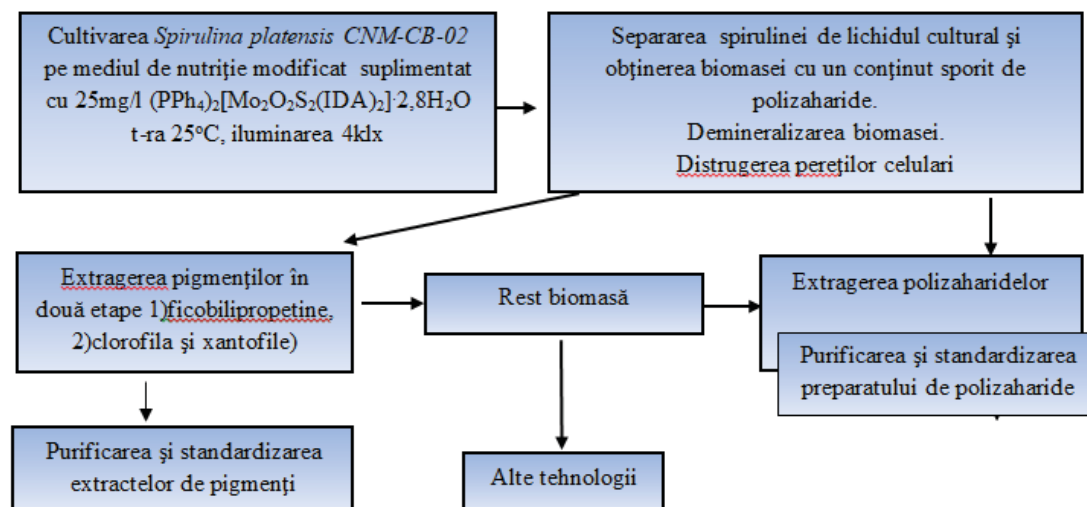 Cultivarea Spirulina platensis CNM-CB-02
pe mediul de nutriție modificat suplimentat
cu 25mg/l (PPh₄)₂[Mo₂O₂S₂(IDA)₂]·2,8H₂O
t-ra 25°C, iluminarea 4klx
Separarea spirulinei de lichidul cultural şi
obţinerea biomasei cu un conţinut sporit de
polizaharide.
Demineralizarea biomasei.
Distrugerea pereţilor celulari
Extragerea pigmenţilor în
două etape 1)ficobilipropetine,
2)clorofila şi xantofile)
Rest biomasă
Extragerea polizaharidelor
Purificarea şi standardizarea
preparatului de polizaharide
Purificarea şi standardizarea
extractelor de pigmenţi
Alte tehnologii